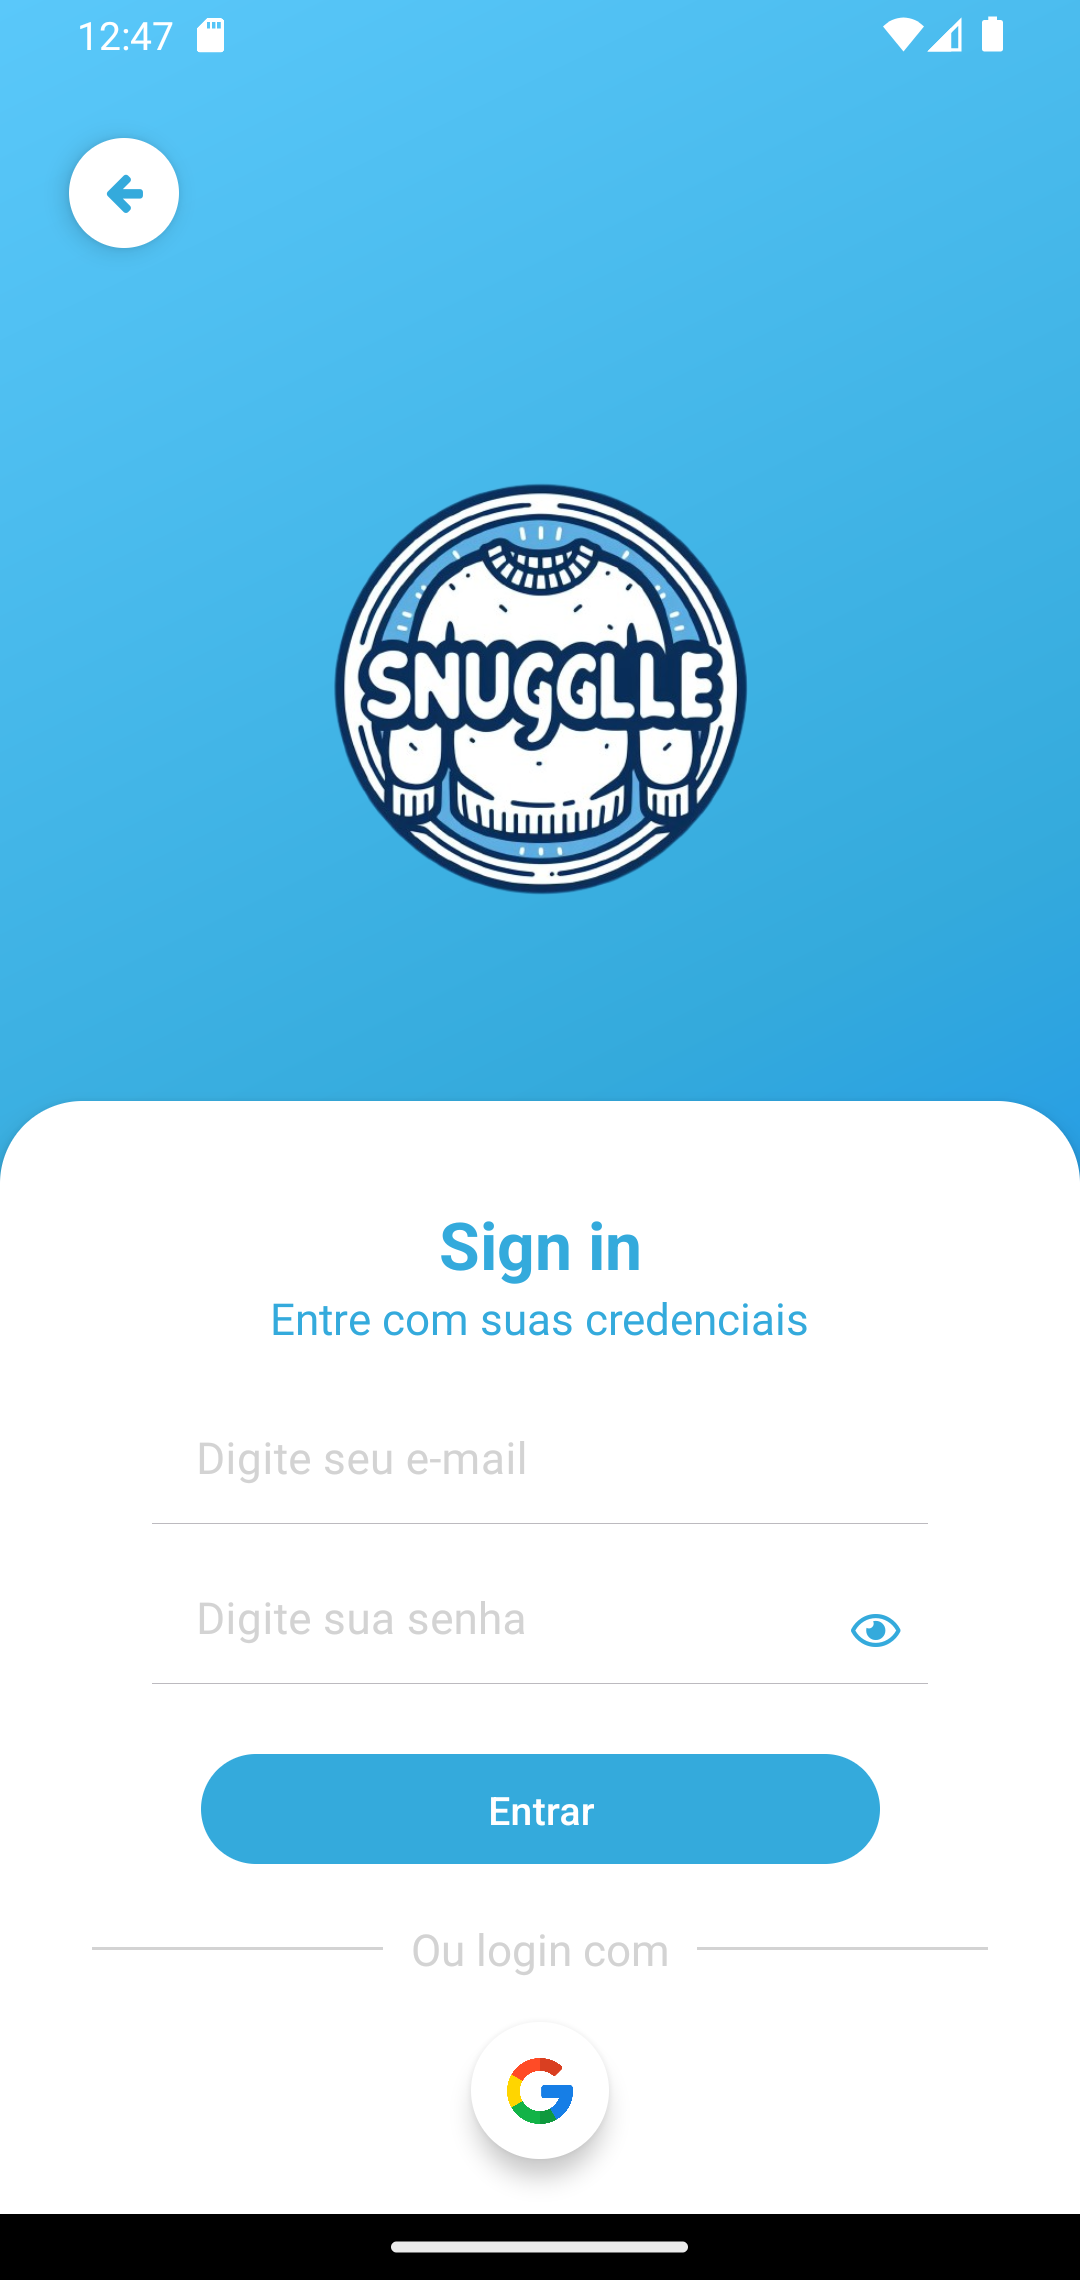 12:47
SNUGGLLE
Sign in
Entre com suas credenciais
Digite seu e-mail
Digite sua senha
Entrar
Ou login com